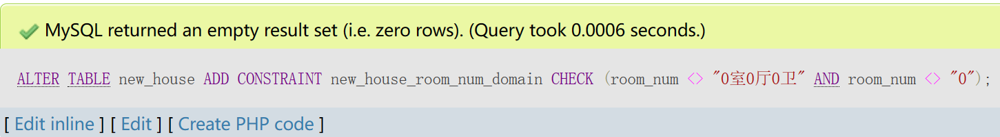 MySQL returned an empty result set (i.e. zero rows). (Query took 0.0006 seconds.)
ALTER TABLE new_house ADD CONSTRAINT new_house_room_num_domain CHECK (room_num <> "0室0厅0卫" AND room_num <> "0");
[ Edit inline ] [ Edit ] [ Create PHP code ]